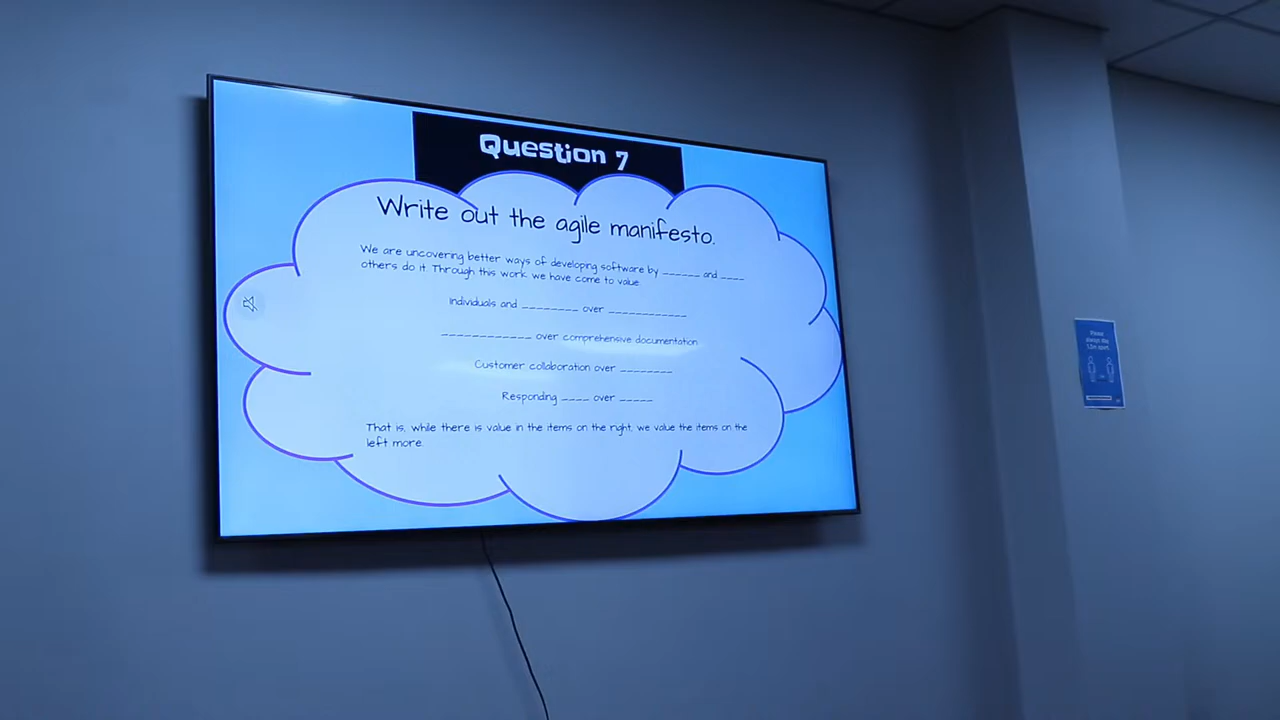 Question 7
Write out the agile manifesto.
We are uncovering better ways of developing software by ______ and ____
others do it. Through this work we have come to value
Individuals and ________ over ____________
_____________ over comprehensive documentation
Customer collaboration over ________
Responding ____ over _____
That is, while there is value in the items on the right, we value the items on the
left more.
Please